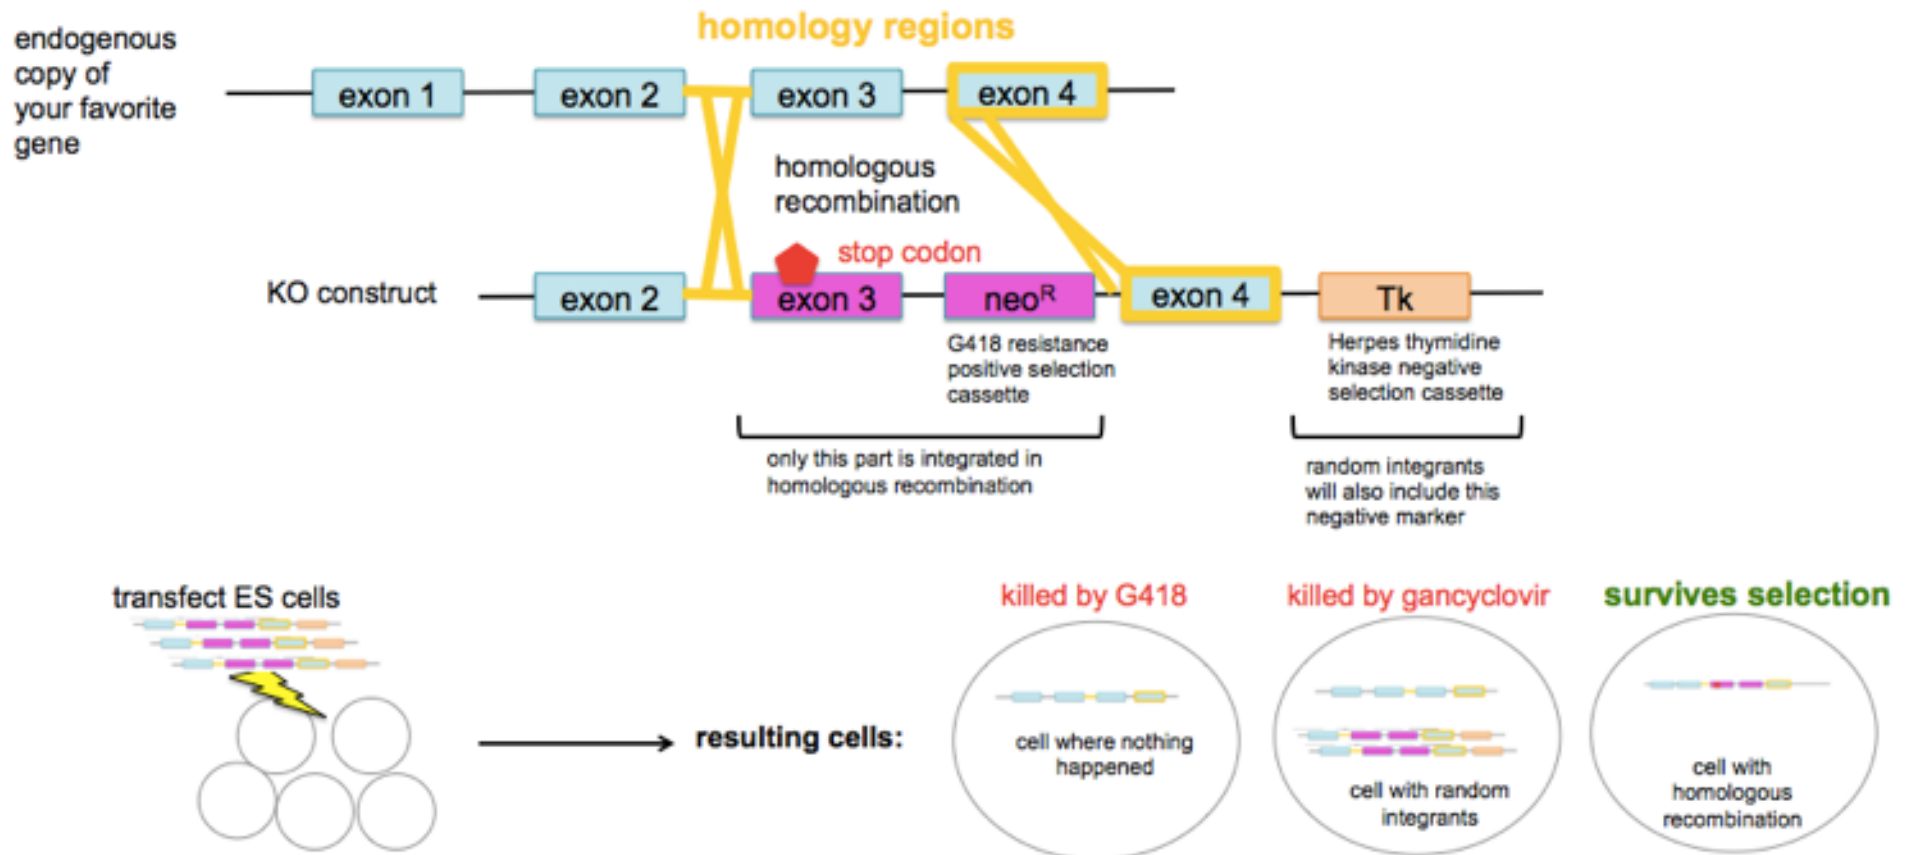 homology regions
endogenous
copy of
your favorite
gene
exon 1
exon 2
exon 3
exon 4
homologous
recombination
stop codon
KO construct
exon 2
exon 3
neoR
exon 4
Tk
G418 resistance
positive selection
cassette
Herpes thymidine
kinase negative
selection cassette
only this part is integrated in
homologous recombination
random integrants
will also include this
negative marker
transfect ES cells
resulting cells:
killed by G418
cell where nothing
happened
killed by gancyclovir
cell with random
integrants
survives selection
cell with
homologous
recombination